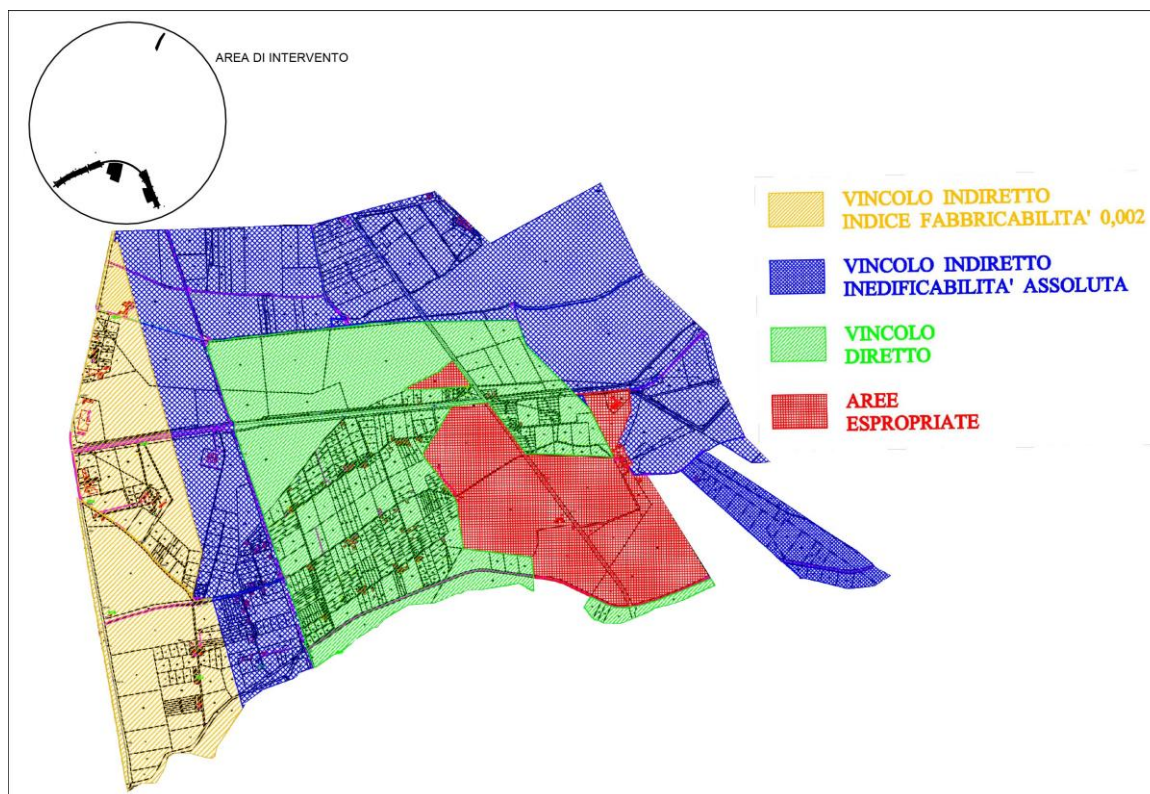 AREA DI INTERVENTO
VINCOLO INDIRETTO
INDICE FABBRICABILITA' 0,002
VINCOLO INDIRETTO
INEDIFICABILITA' ASSOLUTA
VINCOLO
DIRETTO
AREE
ESPROPRIATE